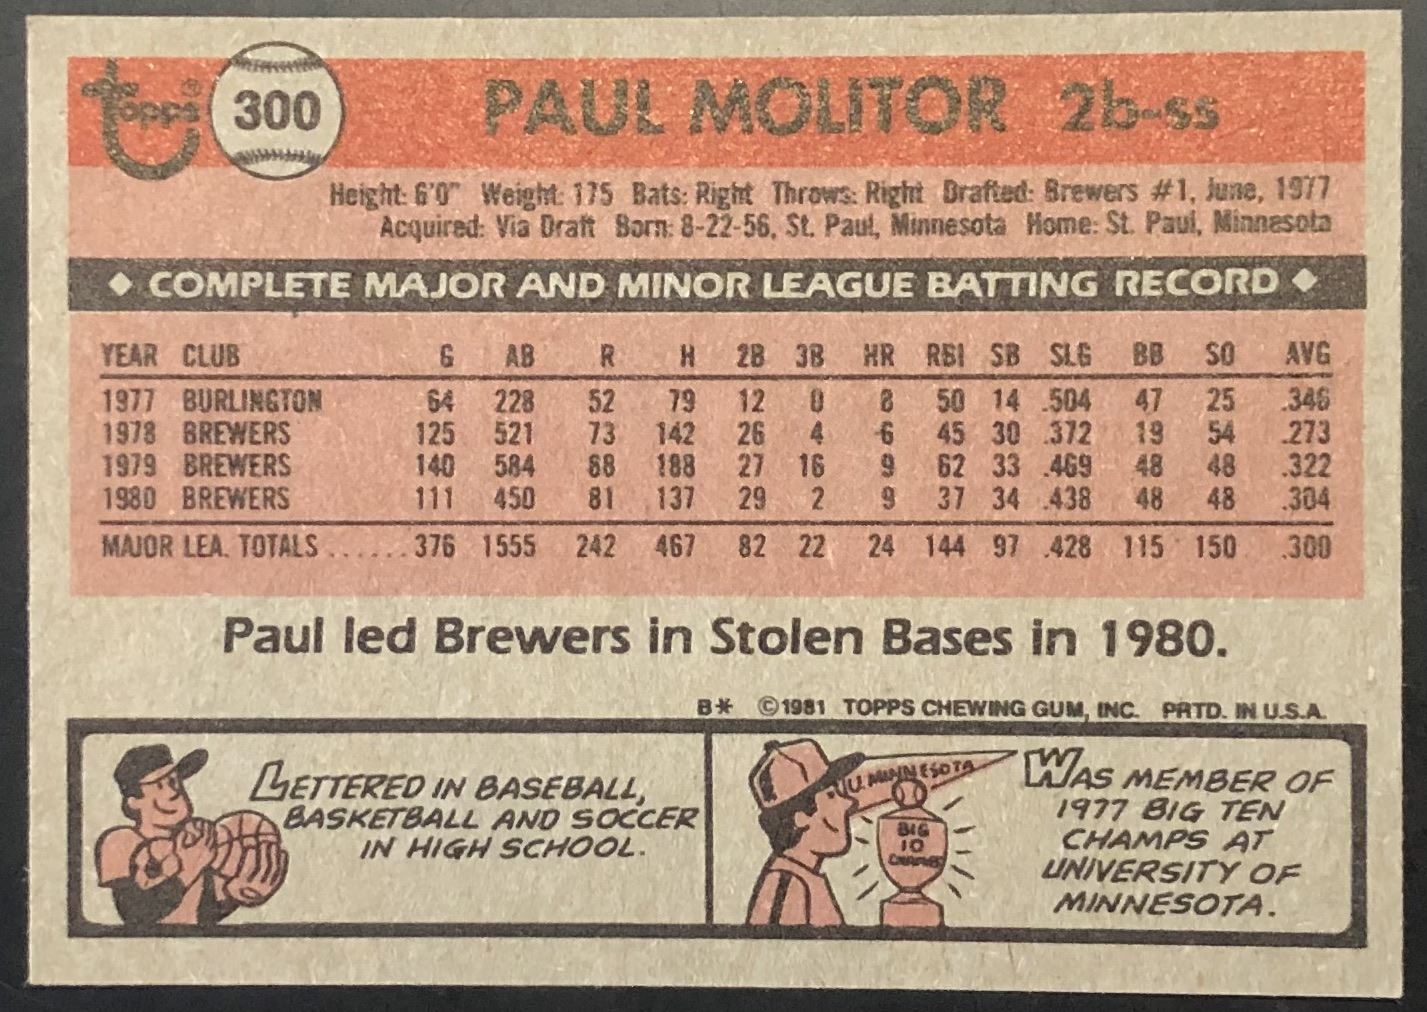 topps®
300
PAUL MOLITOR 2b-ss
Height: 6'0" Weight: 175 Bats: Right Throws: Right Drafted: Brewers #1, June, 1977
Acquired: Via Draft Born: 8-22-56, St. Paul, Minnesota Home: St. Paul, Minnesota
◆ COMPLETE MAJOR AND MINOR LEAGUE BATTING RECORD ◆
YEAR CLUB G AB R H 2B 3B HR RBI SB SLG BB SO AVG
1977 BURLINGTON 64 228 52 79 12 0 8 50 14 .504 47 25 .346
1978 BREWERS 125 521 73 142 26 4 6 45 30 .372 19 54 .273
1979 BREWERS 140 584 88 188 27 16 9 62 33 .469 48 48 .322
1980 BREWERS 111 450 81 137 29 2 9 37 34 .438 48 48 .304
MAJOR LEA. TOTALS ...... 376 1555 242 467 82 22 24 144 97 .428 115 150 .300
Paul led Brewers in Stolen Bases in 1980.
B* ©1981 TOPPS CHEWING GUM, INC. PRTD. IN U.S.A.
LETTERED IN BASEBALL,
BASKETBALL AND SOCCER
IN HIGH SCHOOL.
U. MINNESOTA
BIG
10
CHAMPS
WAS MEMBER OF
1977 BIG TEN
CHAMPS AT
UNIVERSITY OF
MINNESOTA.